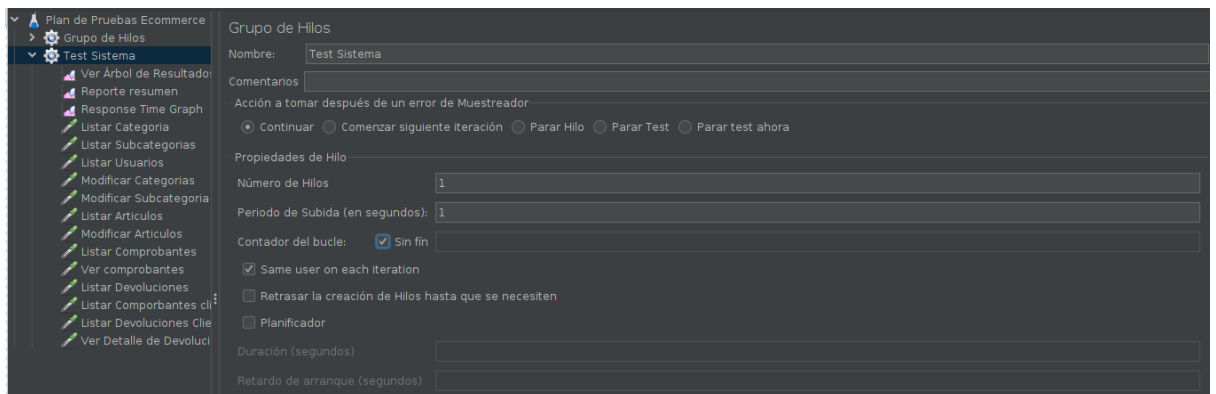 Plan de Pruebas Ecommerce
Grupo de Hilos
Test Sistema
Ver Árbol de Resultados
Reporte resumen
Response Time Graph
Listar Categoria
Listar Subcategorias
Listar Usuarios
Modificar Categorias
Modificar Subcategoria
Listar Articulos
Modificar Articulos
Listar Comprobantes
Ver comprobantes
Listar Devoluciones
Listar Comporbantes cli
Listar Devoluciones Clie
Ver Detalle de Devoluci
Grupo de Hilos
Nombre: Test Sistema
Comentarios
Acción a tomar después de un error de Muestreador
Continuar Comenzar siguiente iteración Parar Hilo Parar Test Parar test ahora
Propiedades de Hilo
Número de Hilos 1
Periodo de Subida (en segundos): 1
Contador del bucle: Sin fín
Same user on each iteration
Retrasar la creación de Hilos hasta que se necesiten
Planificador
Duración (segundos)
Retardo de arranque (segundos)